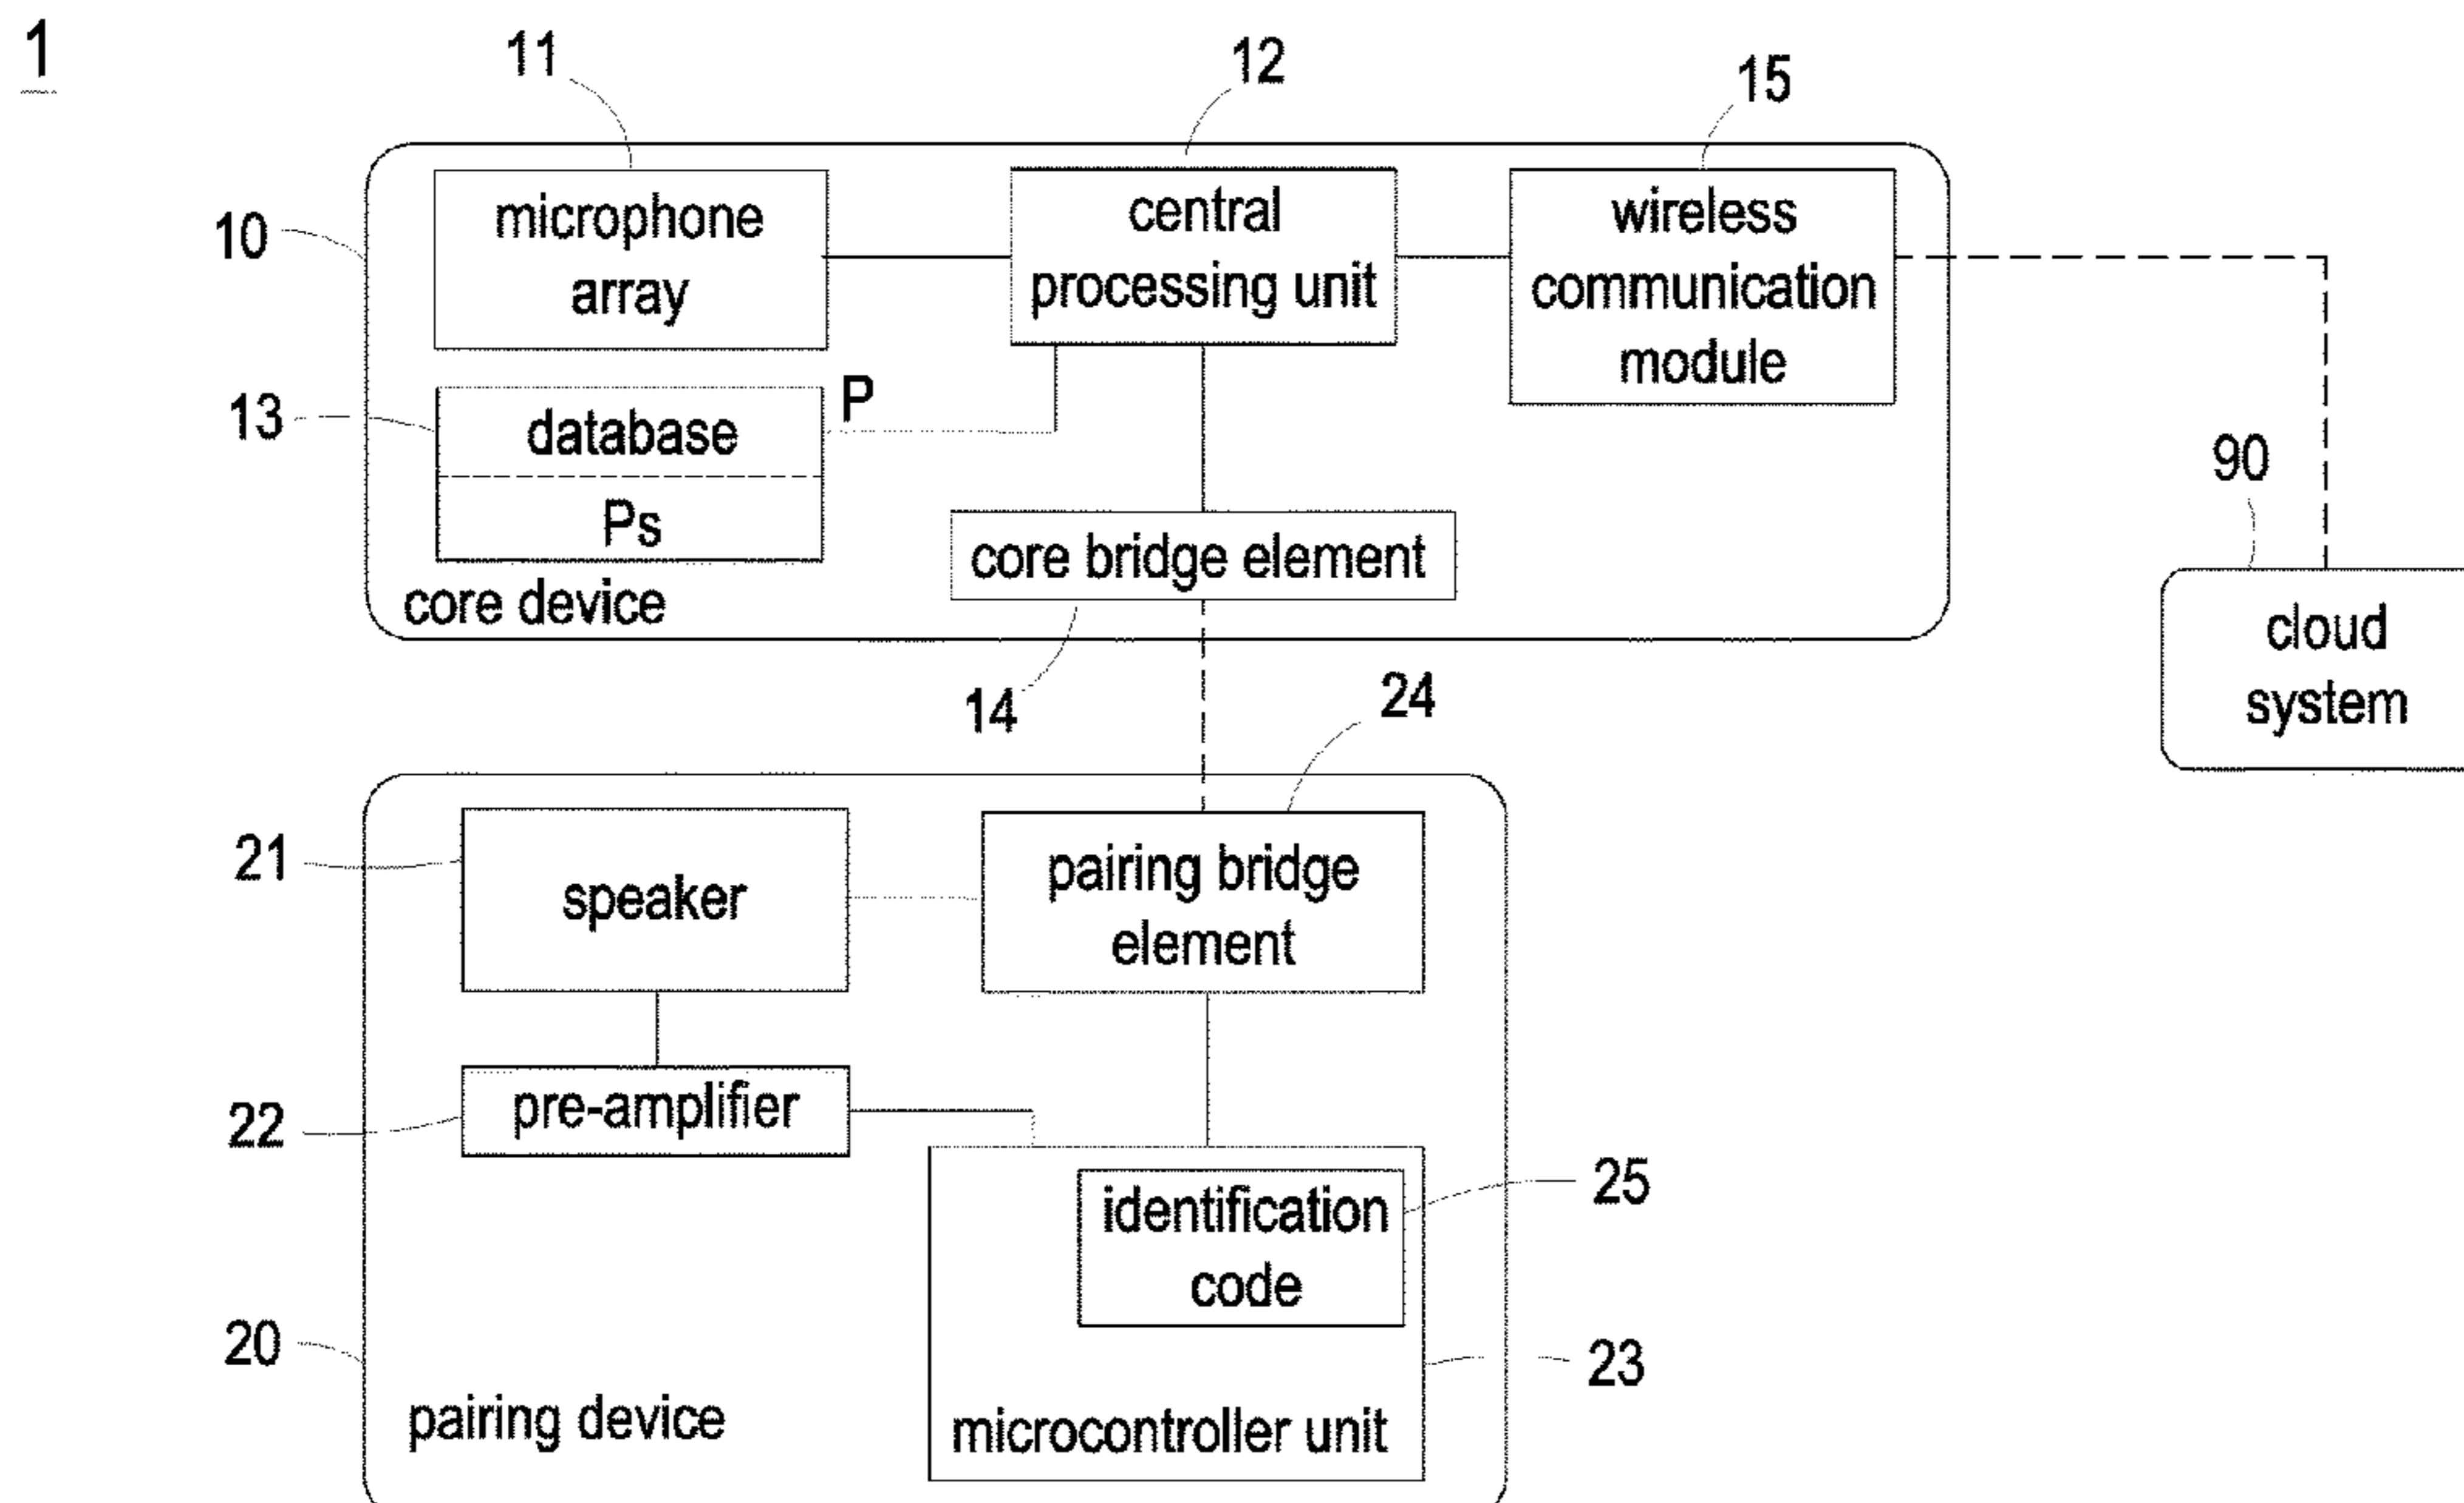 1
11
12
15
10
microphone
array
central
processing unit
wireless
communication
module
13
database
P
Ps
core device
core bridge element
14
90
cloud
system
24
21
speaker
pairing bridge
element
22
pre-amplifier
identification
code
25
20
pairing device
microcontroller unit
23